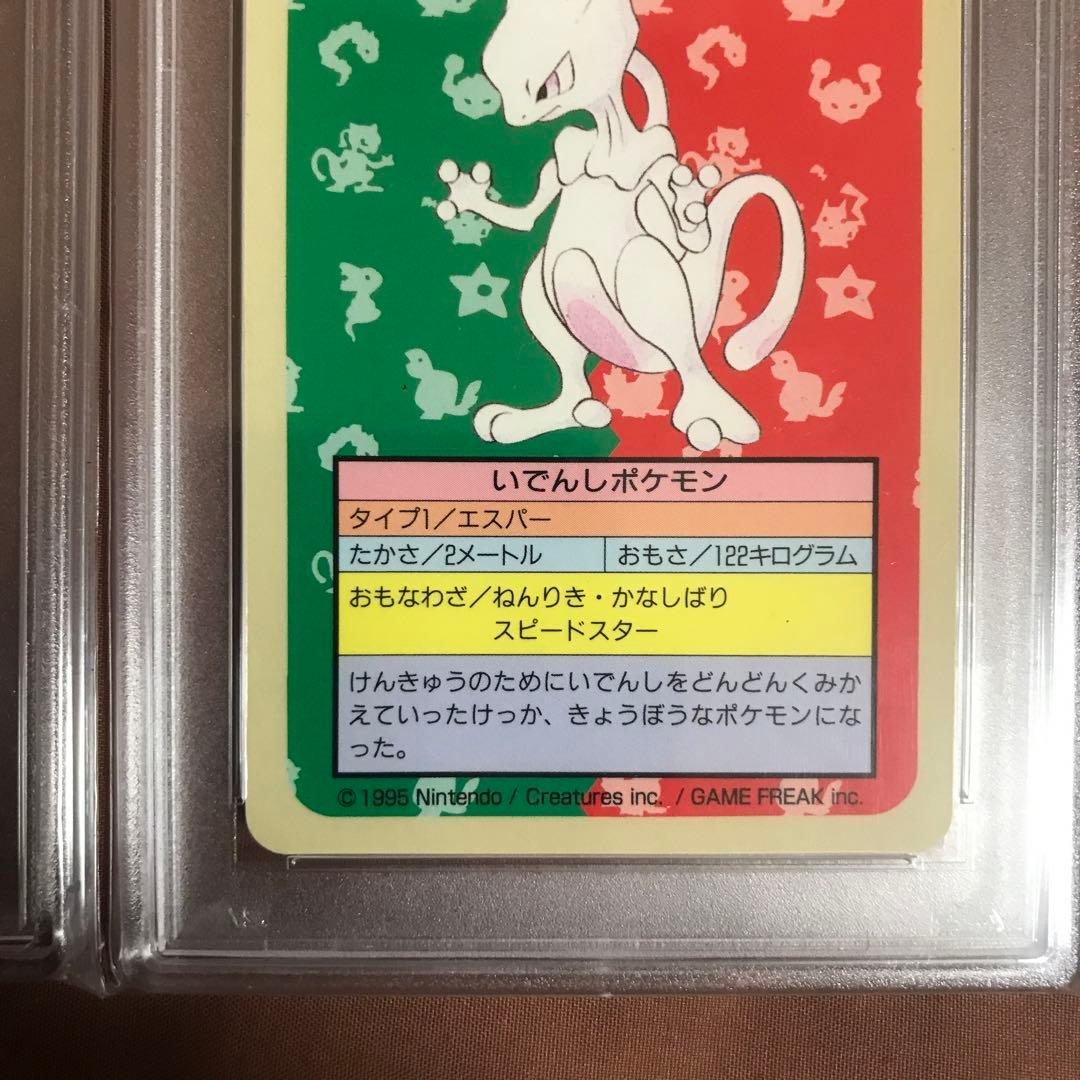 いでんしポケモン
タイプ1／エスパー
たかさ／2メートル おもさ／122キログラム
おもなわざ／ねんりき・かなしばり
スピードスター
けんきゅうのためにいでんしをどんどんくみか
えていったけっか、きょうぼうなポケモンにな
った。
© 1995 Nintendo / Creatures inc. / GAME FREAK inc.